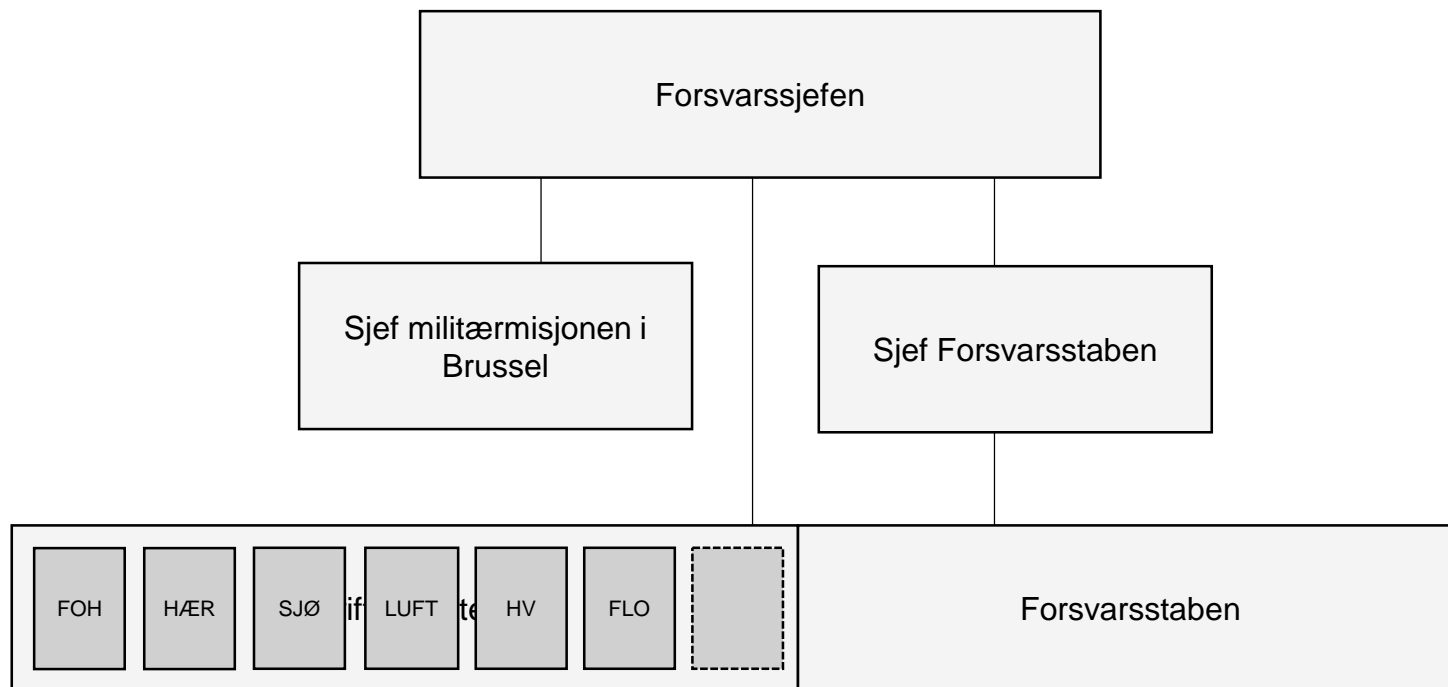 Forsvarssjefen
Sjef militærmisjonen i
Brussel
Sjef Forsvarsstaben
FOH
HÆR
SJØ
LUFT
HV
FLO
Forsvarsstaben